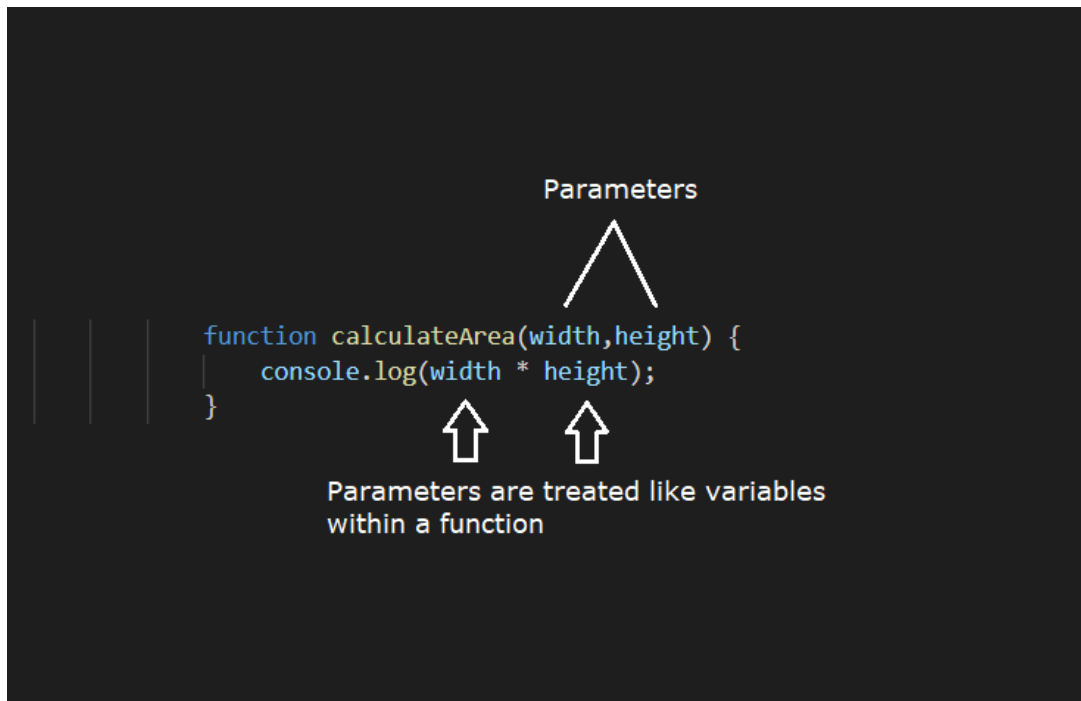 Parameters
function calculateArea(width,height) {
console.log(width * height);
}
Parameters are treated like variables
within a function